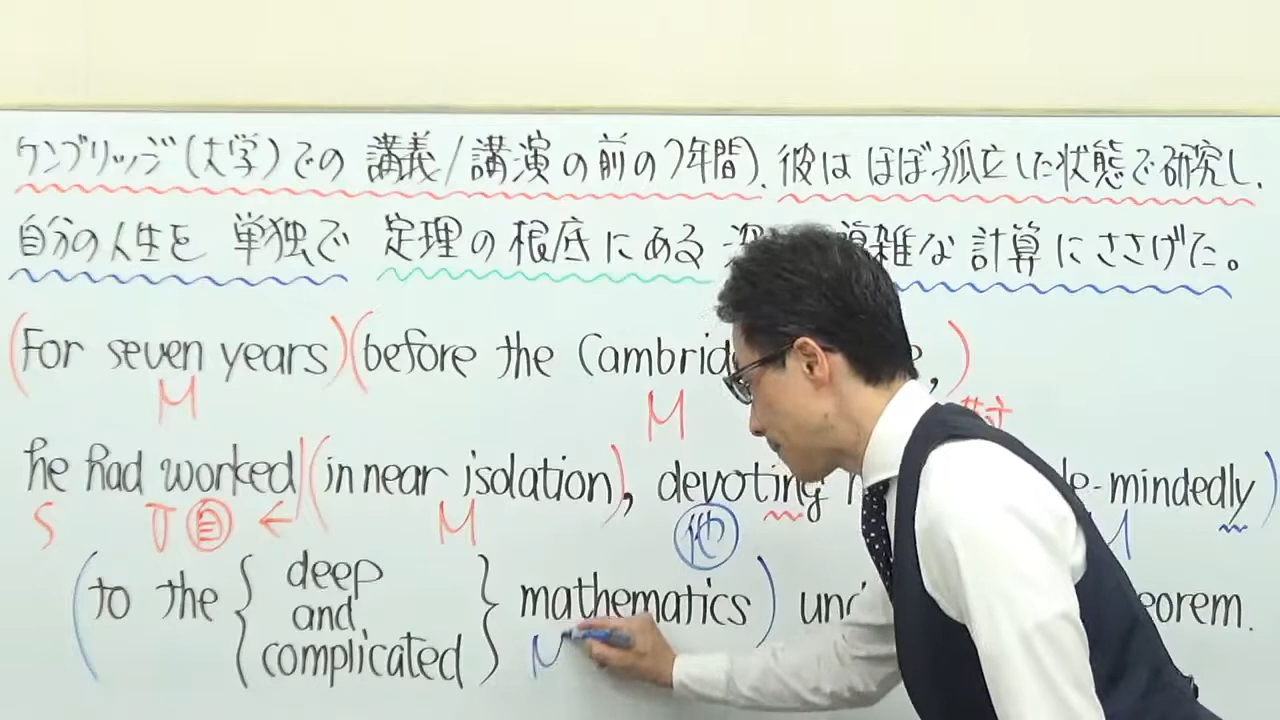 ケンブリッジ(大学)での講義/講演の前の7年間)、彼はほぼ孤立した状態で研究し、
自分の人生を単独で定理の根底にある 雑な計算にささげた。
(For seven years)(before the Cambrid ,)
M M 対
he had worked (in near isolation), devoting -mindedly)
S V 自 ← M 他 M
(to the { deep and complicated } mathematics) eorem.